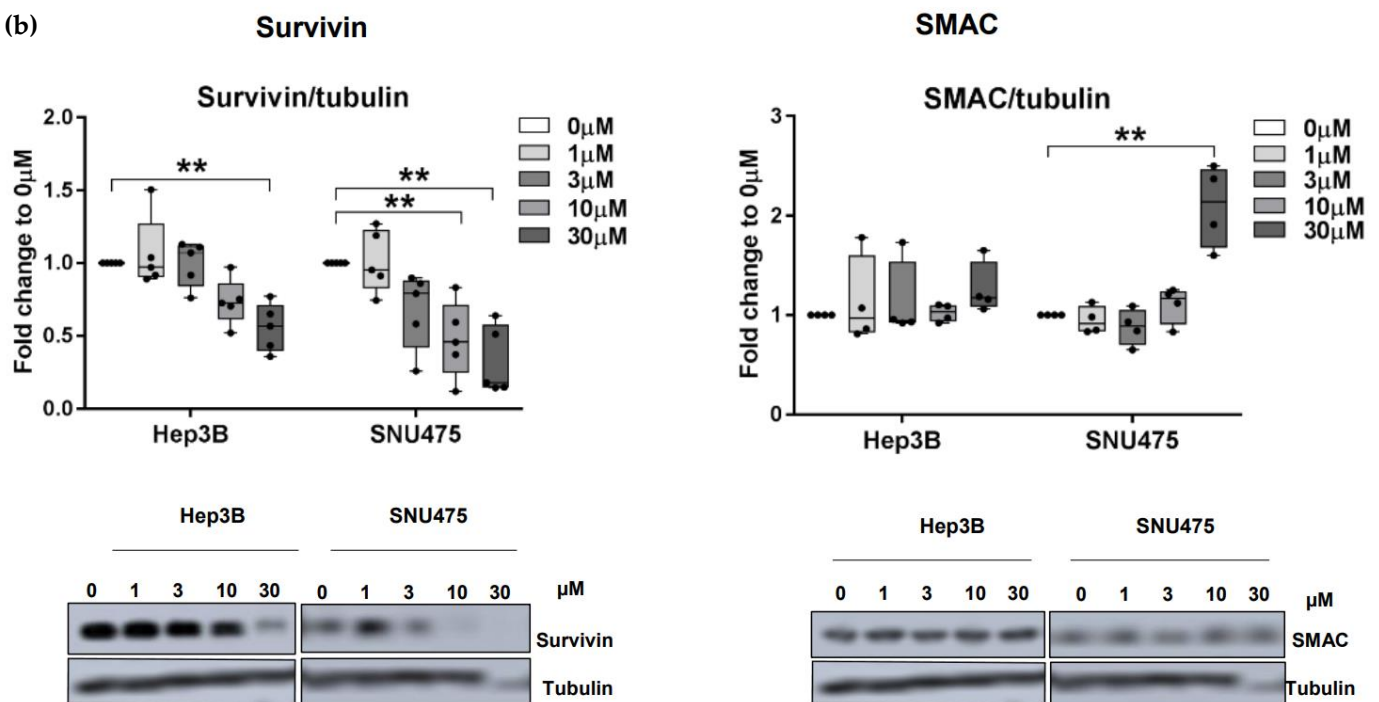 (b)
Survivin
SMAC
Survivin/tubulin
2.0
1.5
1.0
0.5
0.0
Fold change to 0μM
**
**
**
Hep3B
SNU475
0μM
1μM
3μM
10μM
30μM
SMAC/tubulin
3
2
1
0
Fold change to 0μM
**
Hep3B
SNU475
0μM
1μM
3μM
10μM
30μM
Hep3B
SNU475
0 1 3 10 30 0 1 3 10 30 μM
Survivin
Tubulin
Hep3B
SNU475
0 1 3 10 30 0 1 3 10 30 μM
SMAC
Tubulin